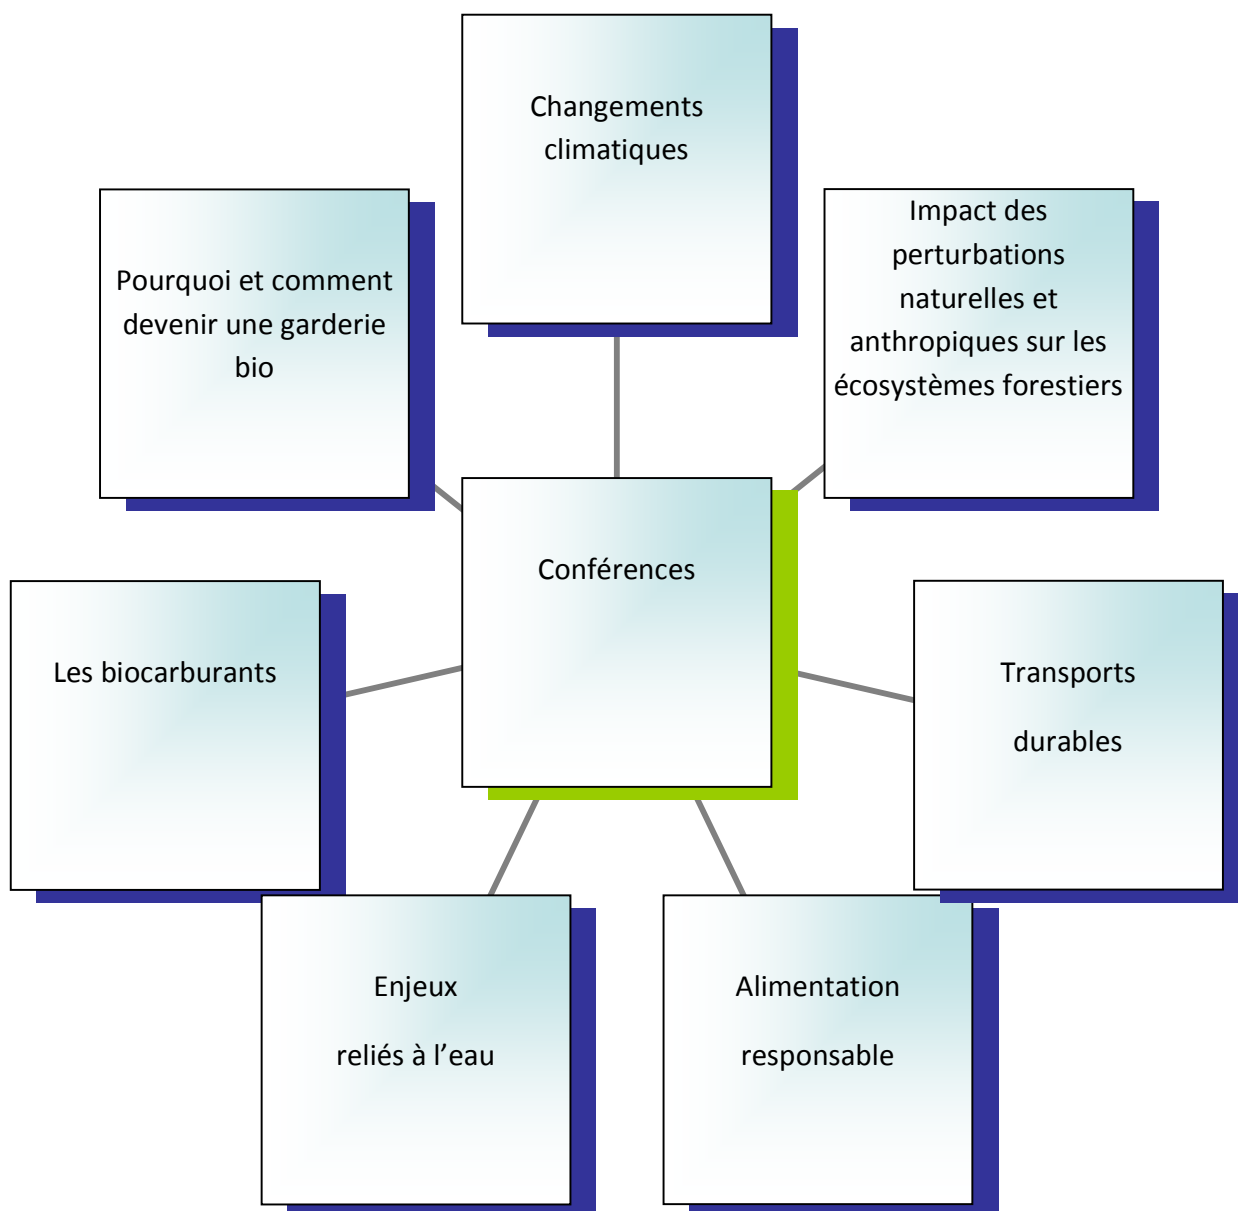 Changements
climatiques
Impact des
perturbations
naturelles et
anthropiques sur les
écosystèmes forestiers
Pourquoi et comment
devenir une garderie
bio
Conférences
Les biocarburants
Transports
durables
Enjeux
reliés à l’eau
Alimentation
responsable